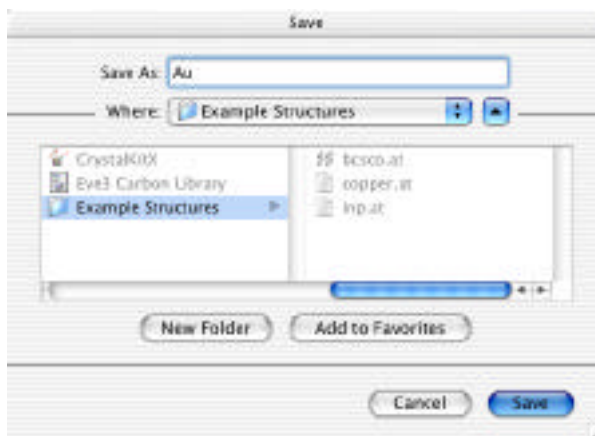 Save
Save As: Au
Where: Example Structures
CrystalKitX
Eve3 Carbon Library
Example Structures
bcsco.at
copper.at
inp.at
New Folder Add to Favorites
Cancel Save